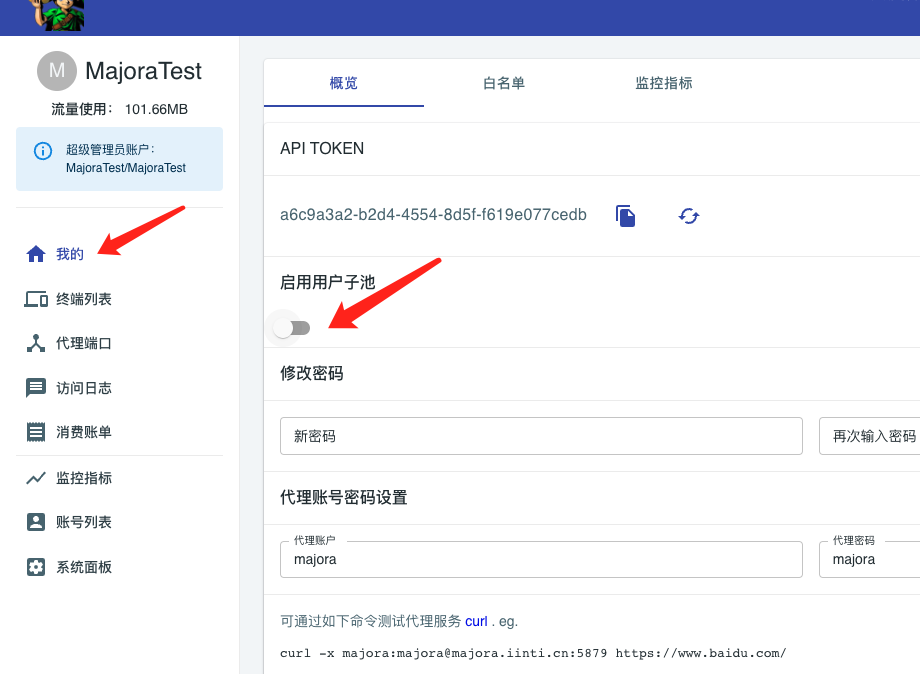 M MajoraTest
流量使用： 101.66MB
超级管理员账户：
MajoraTest/MajoraTest
我的
终端列表
代理端口
访问日志
消费账单
监控指标
账号列表
系统面板
概览 白名单 监控指标
API TOKEN
a6c9a3a2-b2d4-4554-8d5f-f619e077cedb
启用用户子池
修改密码
新密码 再次输入密码
代理账号密码设置
代理账户 代理密码
majora majora
可通过如下命令测试代理服务 curl . eg.
curl -x majora:majora@majora.iinti.cn:5879 https://www.baidu.com/